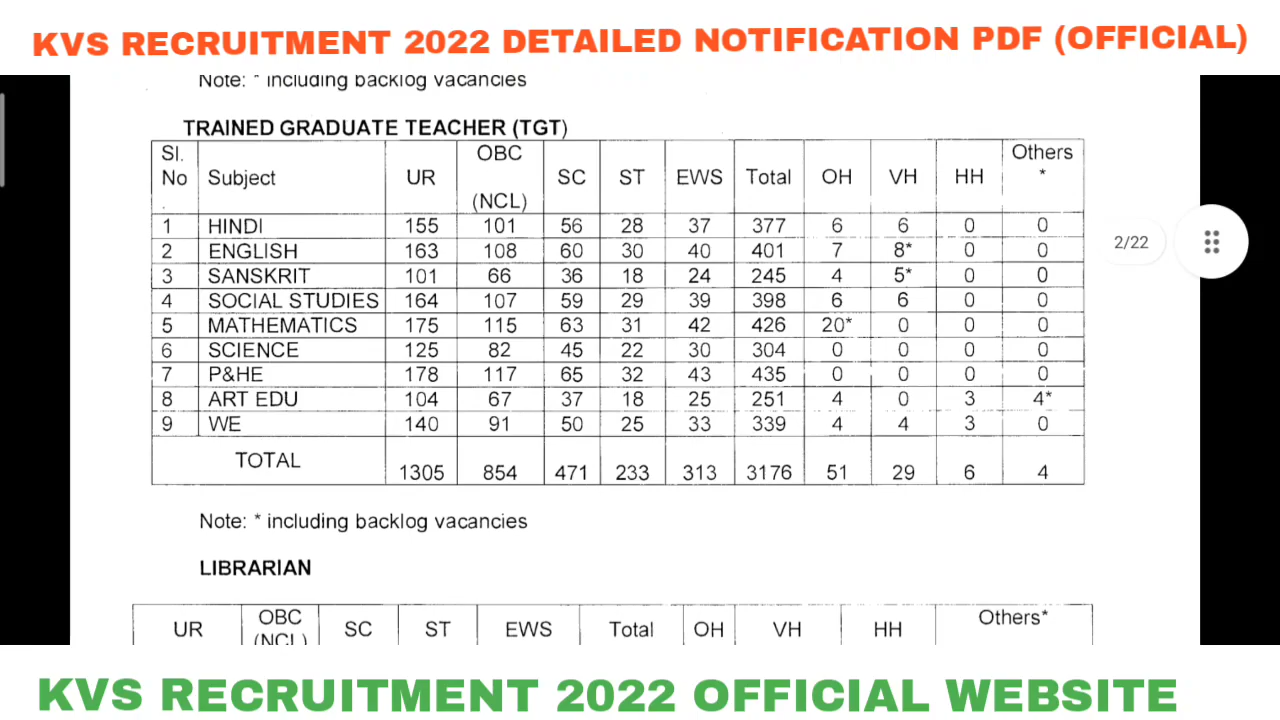 KVS RECRUITMENT 2022 DETAILED NOTIFICATION PDF (OFFICIAL)
Note: * including backlog vacancies
TRAINED GRADUATE TEACHER (TGT)
Sl. No . Subject UR OBC (NCL) SC ST EWS Total OH VH HH Others *
1 HINDI 155 101 56 28 37 377 6 6 0 0
2 ENGLISH 163 108 60 30 40 401 7 8* 0 0
3 SANSKRIT 101 66 36 18 24 245 4 5* 0 0
4 SOCIAL STUDIES 164 107 59 29 39 398 6 6 0 0
5 MATHEMATICS 175 115 63 31 42 426 20* 0 0 0
6 SCIENCE 125 82 45 22 30 304 0 0 0 0
7 P&HE 178 117 65 32 43 435 0 0 0 0
8 ART EDU 104 67 37 18 25 251 4 0 3 4*
9 WE 140 91 50 25 33 339 4 4 3 0
TOTAL 1305 854 471 233 313 3176 51 29 6 4
2/22
Note: * including backlog vacancies
LIBRARIAN
UR OBC (NCL) SC ST EWS Total OH VH HH Others*
KVS RECRUITMENT 2022 OFFICIAL WEBSITE